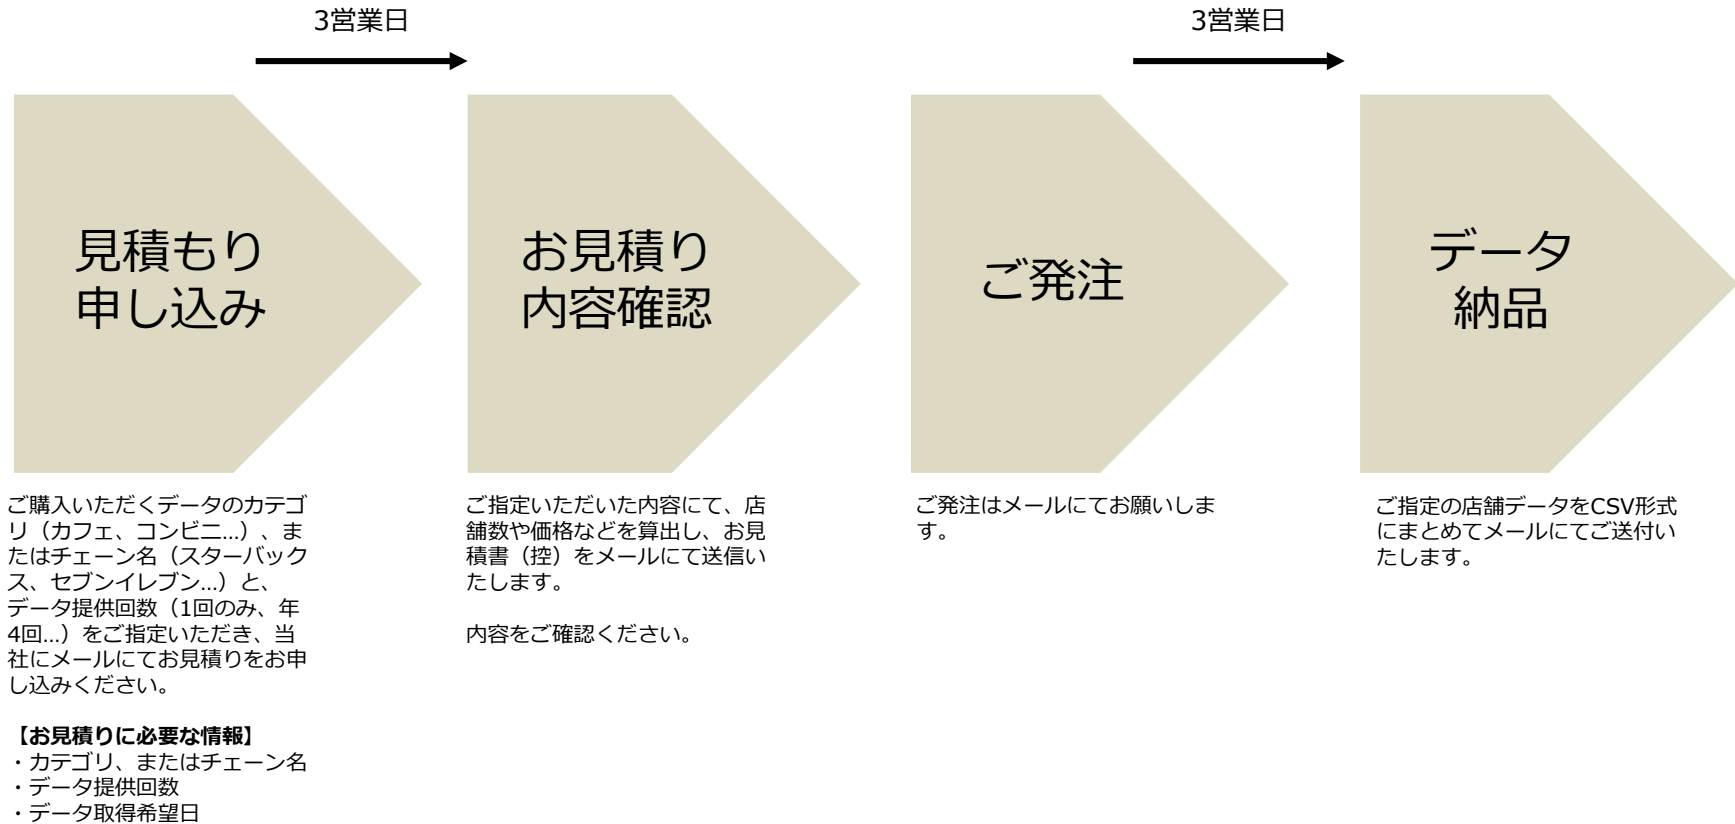 3営業日
3営業日
見積もり
申し込み
お見積り
内容確認
ご発注
データ
納品
ご購入いただくデータのカテゴ
リ（カフェ、コンビニ…）、ま
たはチェーン名（スターバック
ス、セブンイレブン…）と、
データ提供回数（1回のみ、年
4回…）をご指定いただき、当
社にメールにてお見積りをお申
し込みください。
【お見積りに必要な情報】
・カテゴリ、またはチェーン名
・データ提供回数
・データ取得希望日
ご指定いただいた内容にて、店
舗数や価格などを算出し、お見
積書（控）をメールにて送信い
たします。
内容をご確認ください。
ご発注はメールにてお願いしま
す。
ご指定の店舗データをCSV形式
にまとめてメールにてご送付い
たします。